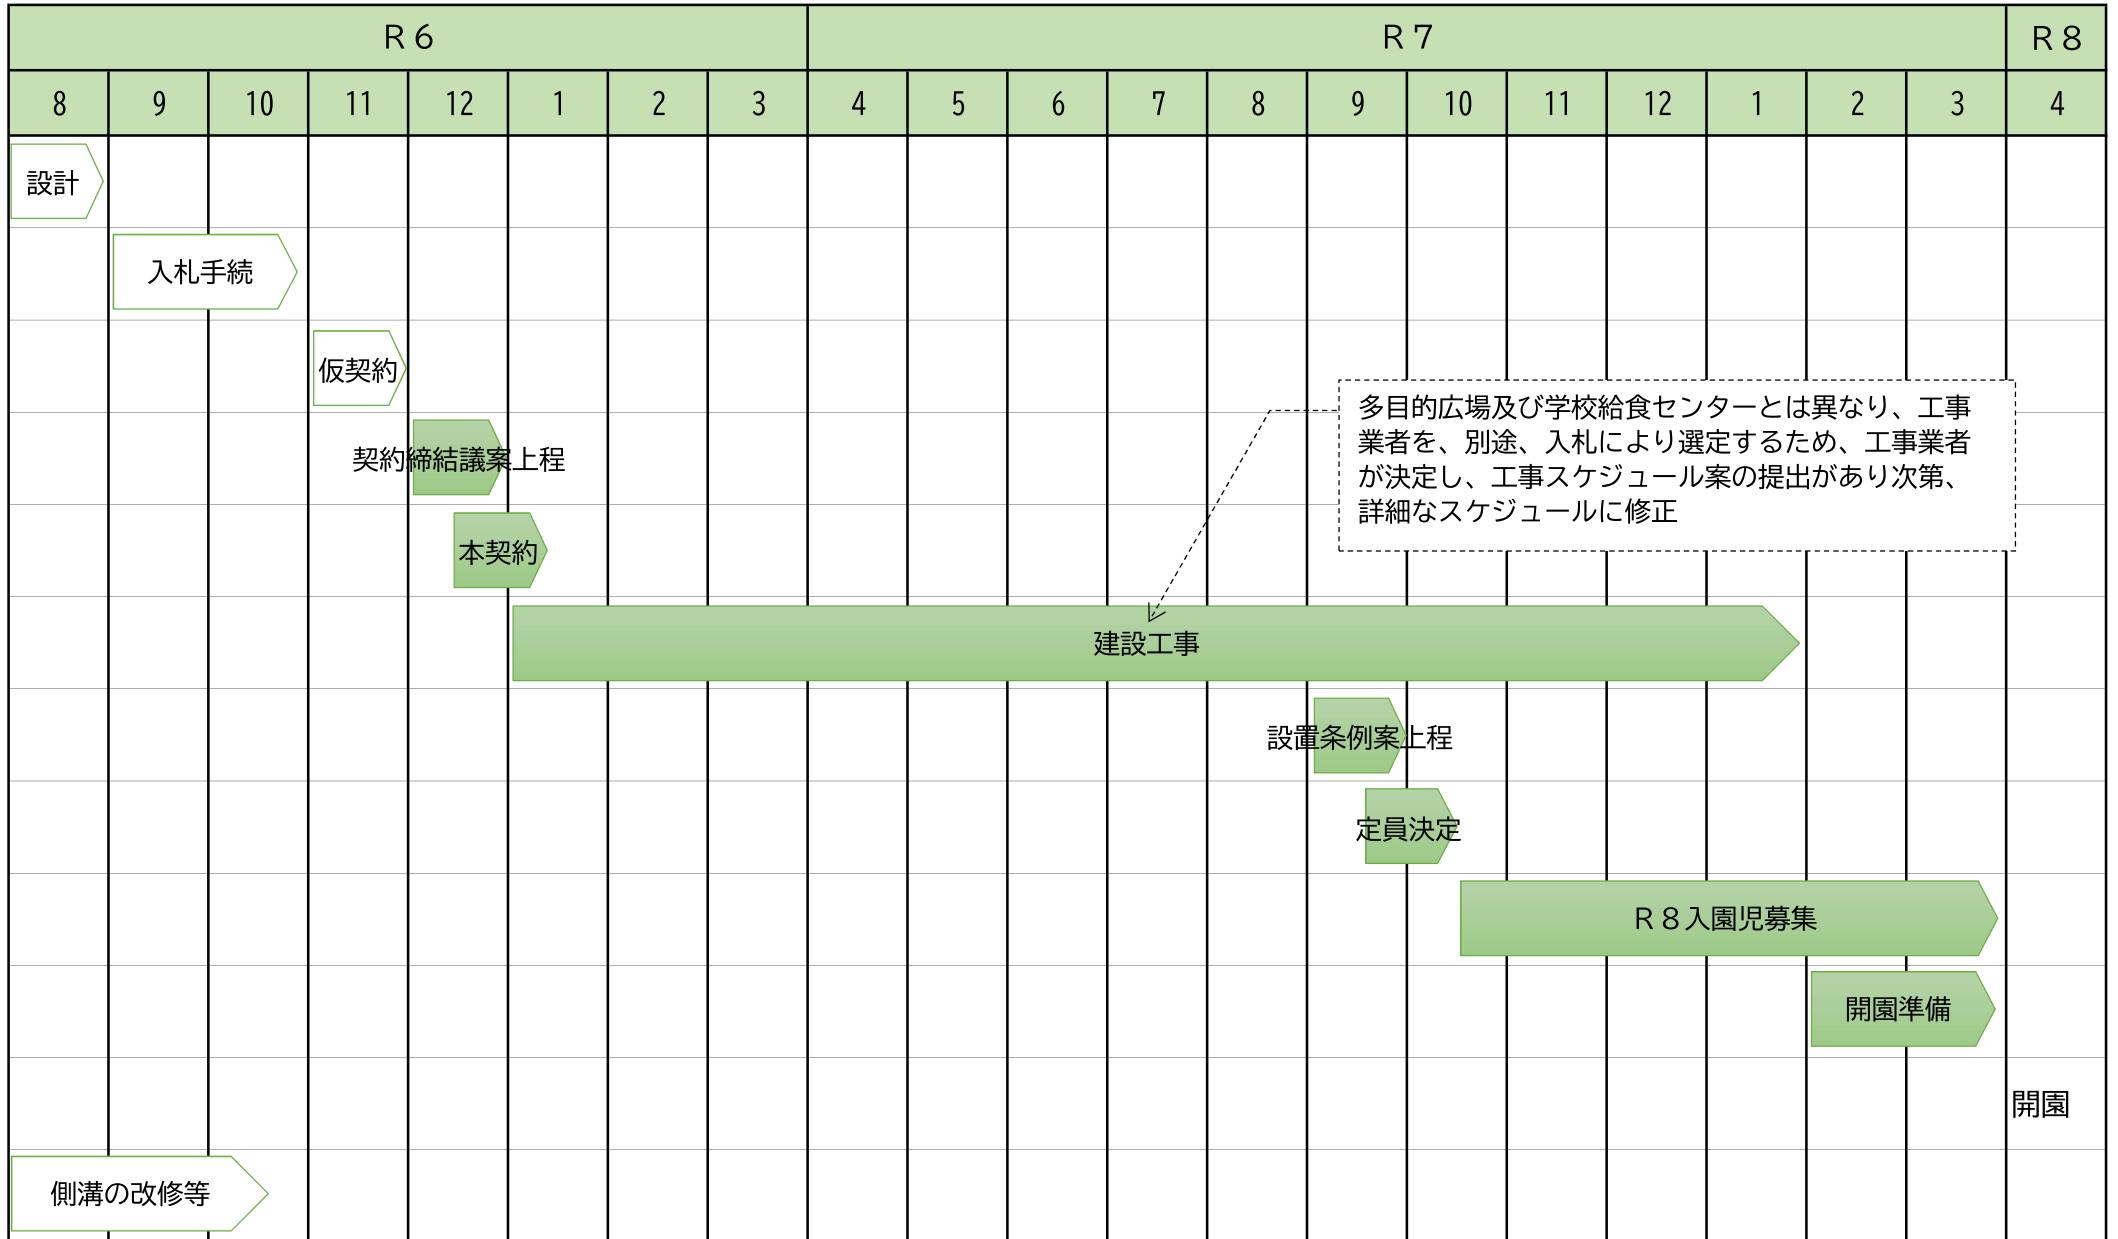 Ｒ６ Ｒ７ Ｒ８
8 9 10 11 12 1 2 3 4 5 6 7 8 9 10 11 12 1 2 3 4
設計
入札手続
仮契約
多目的広場及び学校給食センターとは異なり、工事
業者を、別途、入札により選定するため、工事業者
が決定し、工事スケジュール案の提出があり次第、
詳細なスケジュールに修正
契約締結議案上程
本契約
建設工事
設置条例案上程
定員決定
Ｒ８入園児募集
開園準備
開園
側溝の改修等